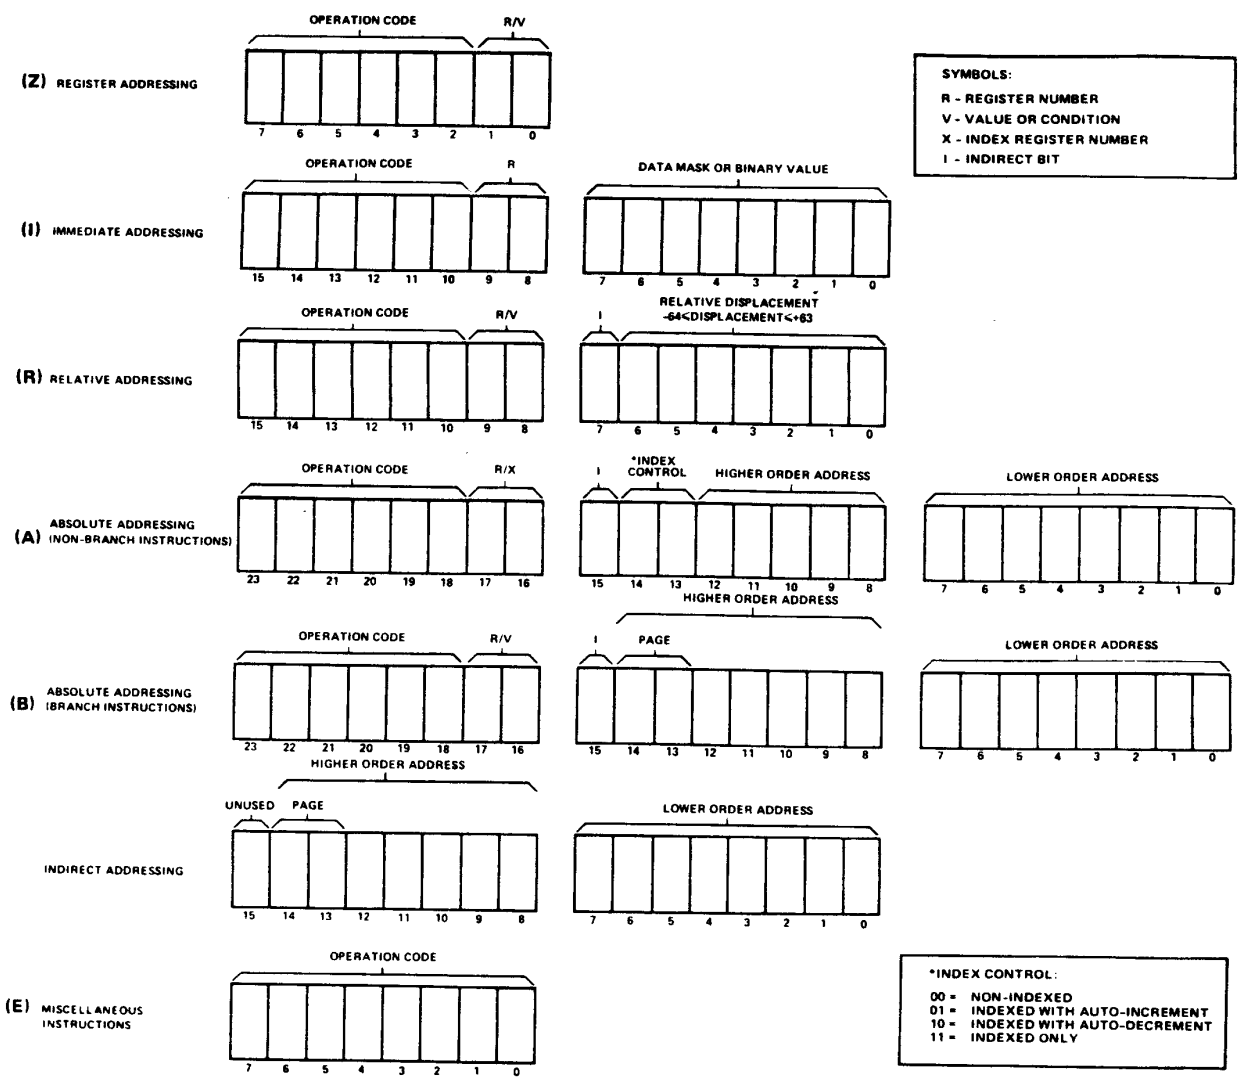 OPERATION CODE R/V
(Z) REGISTER ADDRESSING
7 6 5 4 3 2 1 0
SYMBOLS:
R - REGISTER NUMBER
V - VALUE OR CONDITION
X - INDEX REGISTER NUMBER
I - INDIRECT BIT
OPERATION CODE R DATA MASK OR BINARY VALUE
(I) IMMEDIATE ADDRESSING
15 14 13 12 11 10 9 8 7 6 5 4 3 2 1 0
OPERATION CODE R/V I RELATIVE DISPLACEMENT
-64≤DISPLACEMENT≤+63
(R) RELATIVE ADDRESSING
15 14 13 12 11 10 9 8 7 6 5 4 3 2 1 0
OPERATION CODE R/X I *INDEX
CONTROL HIGHER ORDER ADDRESS LOWER ORDER ADDRESS
(A) ABSOLUTE ADDRESSING
(NON-BRANCH INSTRUCTIONS)
23 22 21 20 19 18 17 16 15 14 13 12 11 10 9 8 7 6 5 4 3 2 1 0
HIGHER ORDER ADDRESS
OPERATION CODE R/V I PAGE LOWER ORDER ADDRESS
(B) ABSOLUTE ADDRESSING
(BRANCH INSTRUCTIONS)
23 22 21 20 19 18 17 16 15 14 13 12 11 10 9 8 7 6 5 4 3 2 1 0
HIGHER ORDER ADDRESS
UNUSED PAGE LOWER ORDER ADDRESS
INDIRECT ADDRESSING
15 14 13 12 11 10 9 8 7 6 5 4 3 2 1 0
OPERATION CODE
(E) MISCELLANEOUS
INSTRUCTIONS
7 6 5 4 3 2 1 0
*INDEX CONTROL:
00 = NON-INDEXED
01 = INDEXED WITH AUTO-INCREMENT
10 = INDEXED WITH AUTO-DECREMENT
11 = INDEXED ONLY